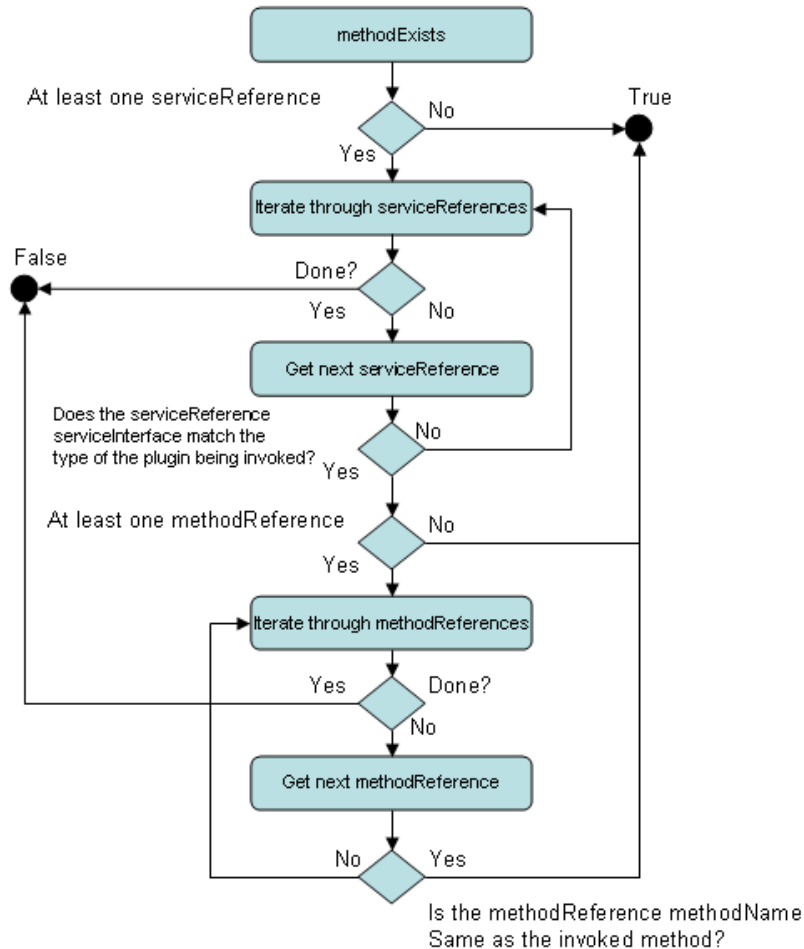 methodExists
At least one serviceReference
No
True
Yes
Iterate through serviceReferences
False
Done?
Yes
No
Get next serviceReference
Does the serviceReference
serviceInterface match the
type of the plugin being invoked?
No
Yes
At least one methodReference
No
Yes
Iterate through methodReferences
Yes
Done?
No
Get next methodReference
No
Yes
Is the methodReference methodName
Same as the invoked method?